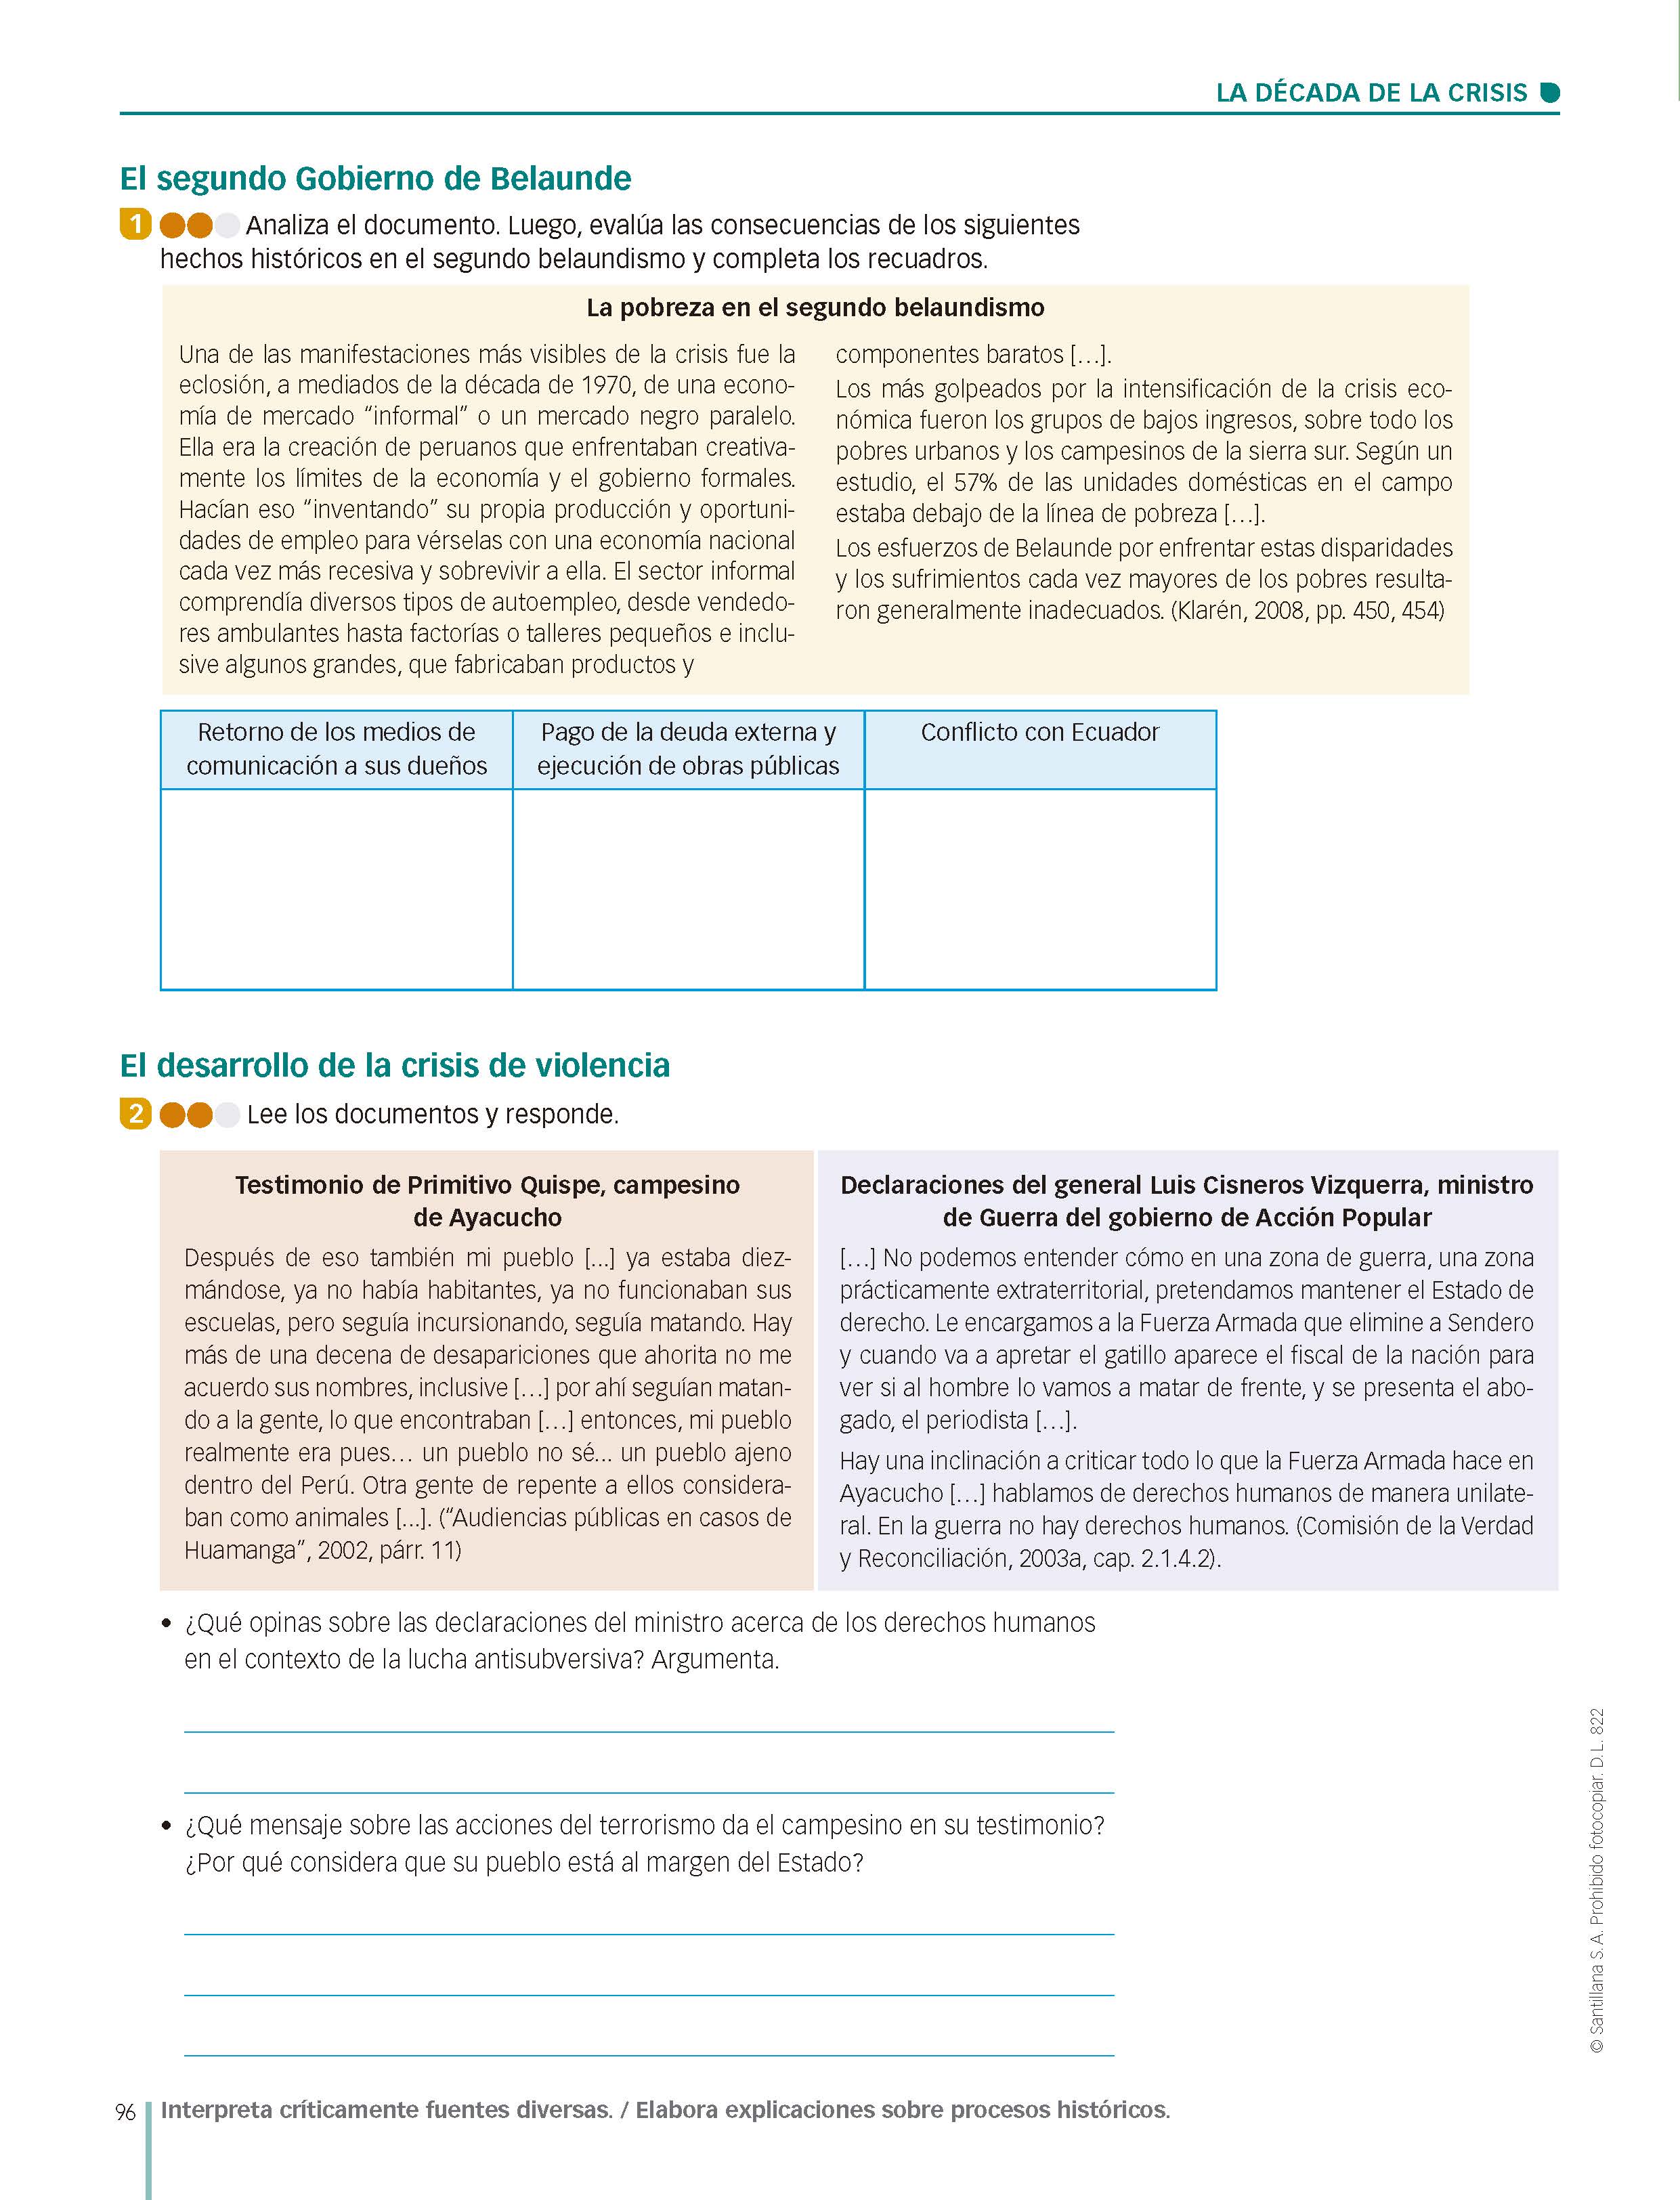 LA DÉCADA DE LA CRISIS
El segundo Gobierno de Belaunde
1 Analiza el documento. Luego, evalúa las consecuencias de los siguientes
hechos históricos en el segundo belaundismo y completa los recuadros.
La pobreza en el segundo belaundismo
Una de las manifestaciones más visibles de la crisis fue la
eclosión, a mediados de la década de 1970, de una econo-
mía de mercado “informal” o un mercado negro paralelo.
Ella era la creación de peruanos que enfrentaban creativa-
mente los límites de la economía y el gobierno formales.
Hacían eso “inventando” su propia producción y oportuni-
dades de empleo para vérselas con una economía nacional
cada vez más recesiva y sobrevivir a ella. El sector informal
comprendía diversos tipos de autoempleo, desde vendedo-
res ambulantes hasta factorías o talleres pequeños e inclu-
sive algunos grandes, que fabricaban productos y
componentes baratos […].
Los más golpeados por la intensificación de la crisis eco-
nómica fueron los grupos de bajos ingresos, sobre todo los
pobres urbanos y los campesinos de la sierra sur. Según un
estudio, el 57% de las unidades domésticas en el campo
estaba debajo de la línea de pobreza […].
Los esfuerzos de Belaunde por enfrentar estas disparidades
y los sufrimientos cada vez mayores de los pobres resulta-
ron generalmente inadecuados. (Klarén, 2008, pp. 450, 454)
Retorno de los medios de
comunicación a sus dueños
Pago de la deuda externa y
ejecución de obras públicas
Conflicto con Ecuador
El desarrollo de la crisis de violencia
2 Lee los documentos y responde.
Testimonio de Primitivo Quispe, campesino
de Ayacucho
Después de eso también mi pueblo [...] ya estaba diez-
mándose, ya no había habitantes, ya no funcionaban sus
escuelas, pero seguía incursionando, seguía matando. Hay
más de una decena de desapariciones que ahorita no me
acuerdo sus nombres, inclusive […] por ahí seguían matan-
do a la gente, lo que encontraban […] entonces, mi pueblo
realmente era pues… un pueblo no sé... un pueblo ajeno
dentro del Perú. Otra gente de repente a ellos considera-
ban como animales [...]. (“Audiencias públicas en casos de
Huamanga”, 2002, párr. 11)
Declaraciones del general Luis Cisneros Vizquerra, ministro
de Guerra del gobierno de Acción Popular
[…] No podemos entender cómo en una zona de guerra, una zona
prácticamente extraterritorial, pretendamos mantener el Estado de
derecho. Le encargamos a la Fuerza Armada que elimine a Sendero
y cuando va a apretar el gatillo aparece el fiscal de la nación para
ver si al hombre lo vamos a matar de frente, y se presenta el abo-
gado, el periodista […].
Hay una inclinación a criticar todo lo que la Fuerza Armada hace en
Ayacucho […] hablamos de derechos humanos de manera unilate-
ral. En la guerra no hay derechos humanos. (Comisión de la Verdad
y Reconciliación, 2003a, cap. 2.1.4.2).
• ¿Qué opinas sobre las declaraciones del ministro acerca de los derechos humanos
en el contexto de la lucha antisubversiva? Argumenta.
• ¿Qué mensaje sobre las acciones del terrorismo da el campesino en su testimonio?
¿Por qué considera que su pueblo está al margen del Estado?
© Santillana S. A. Prohibido fotocopiar. D. L. 822
96 Interpreta críticamente fuentes diversas. / Elabora explicaciones sobre procesos históricos.